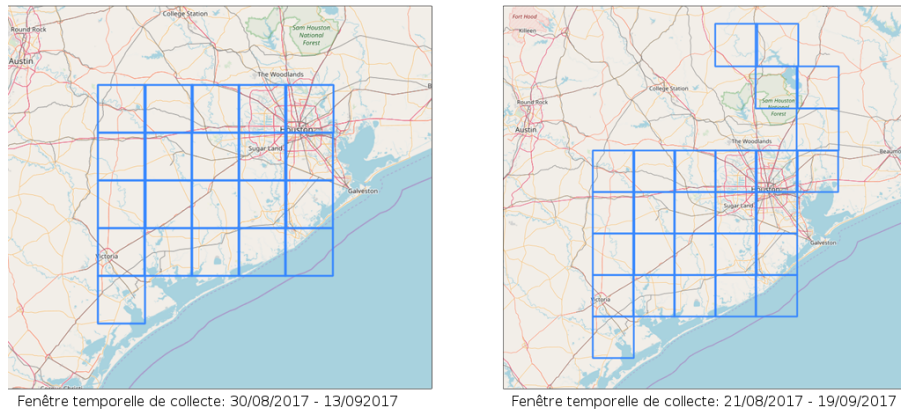 College Station
Sam Houston
National
Forest
Round Rock
Austin
The Woodlands
Houston
Sugar Land
Galveston
Victoria
Fenêtre temporelle de collecte: 30/08/2017 - 13/092017
Fort Hood
Killeen
College Station
Sam Houston
National
Forest
Round Rock
Austin
The Woodlands
Houston
Sugar Land
Galveston
Victoria
Fenêtre temporelle de collecte: 21/08/2017 - 19/09/2017